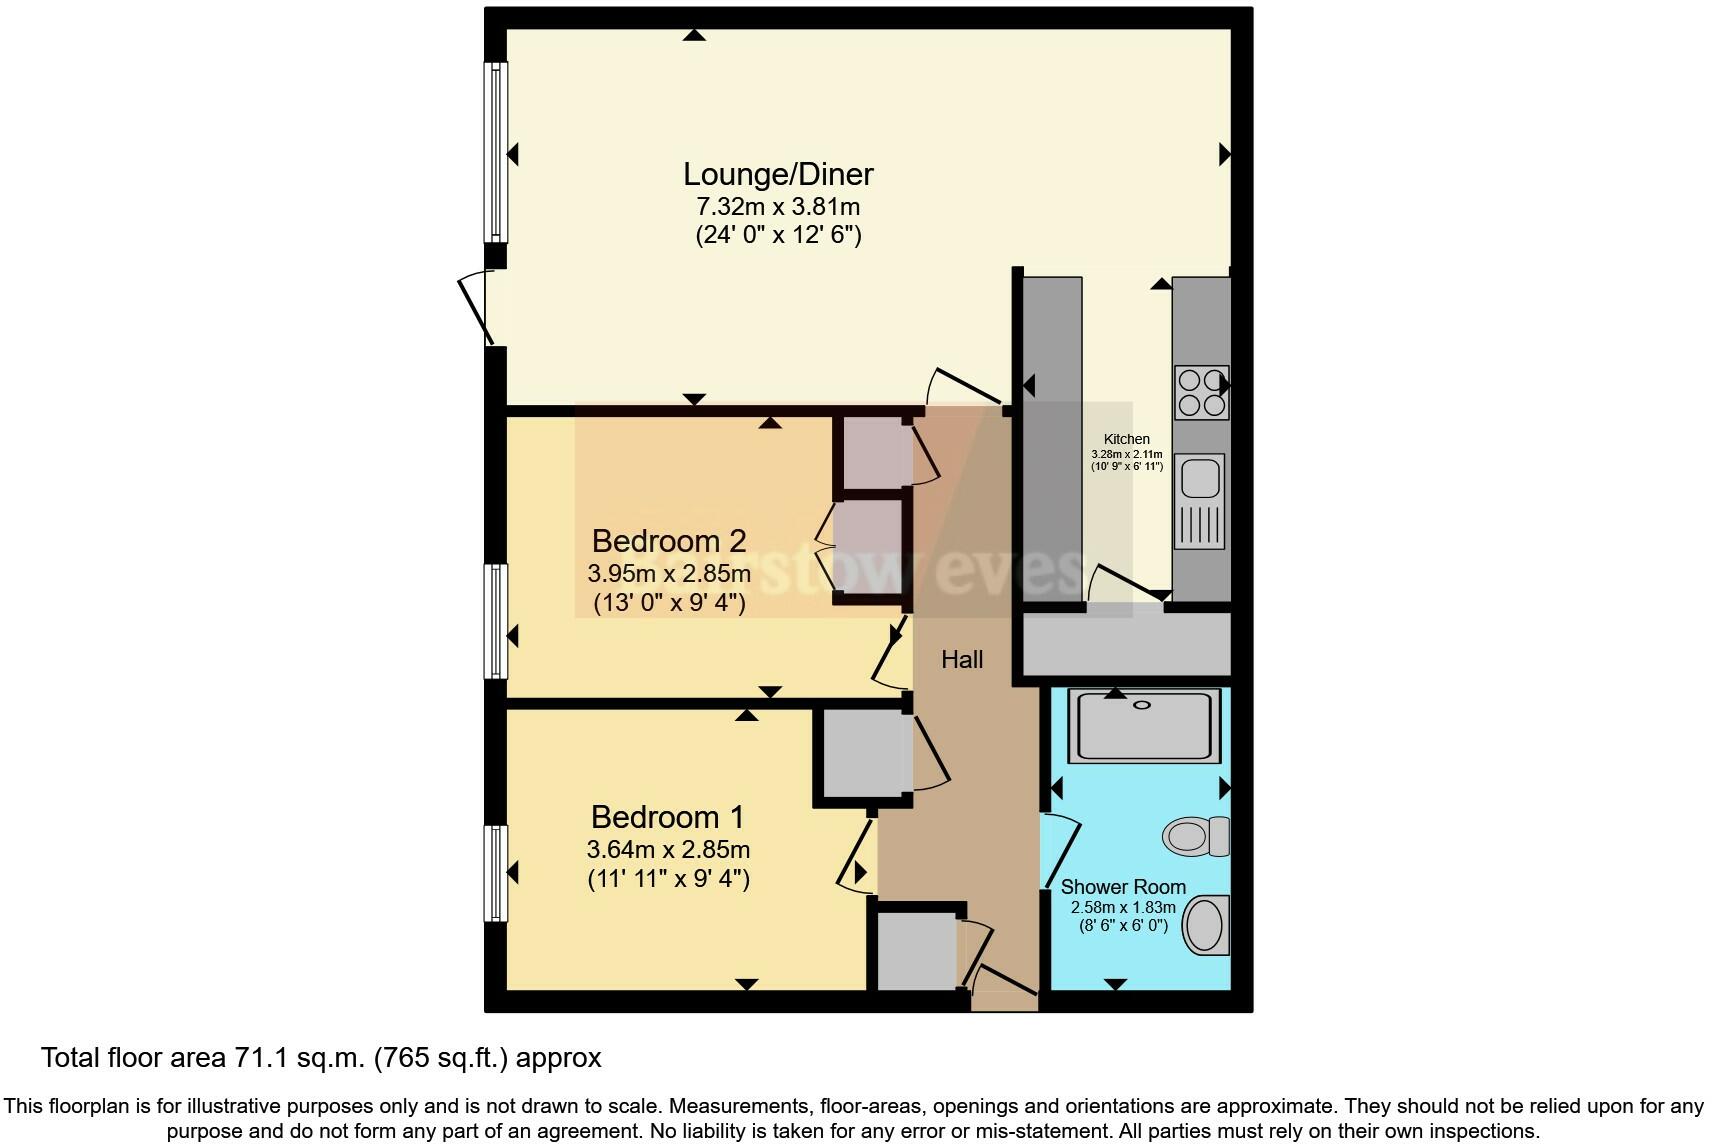 Lounge/Diner
7.32m x 3.81m
(24' 0" x 12' 6")
Kitchen
3.28m x 2.11m
(10' 9" x 6' 11")
Bedroom 2
3.95m x 2.85m
(13' 0" x 9' 4")
bairstow eves
Hall
Bedroom 1
3.64m x 2.85m
(11' 11" x 9' 4")
Shower Room
2.58m x 1.83m
(8' 6" x 6' 0")
Total floor area 71.1 sq.m. (765 sq.ft.) approx
This floorplan is for illustrative purposes only and is not drawn to scale. Measurements, floor-areas, openings and orientations are approximate. They should not be relied upon for any
purpose and do not form any part of an agreement. No liability is taken for any error or mis-statement. All parties must rely on their own inspections.